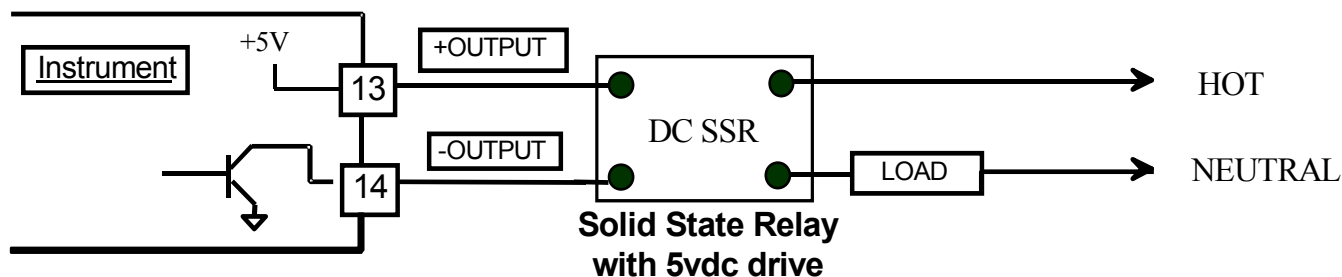 Instrument
+5V
13
+OUTPUT
HOT
14
-OUTPUT
DC SSR
LOAD
NEUTRAL
Solid State Relay
with 5vdc drive